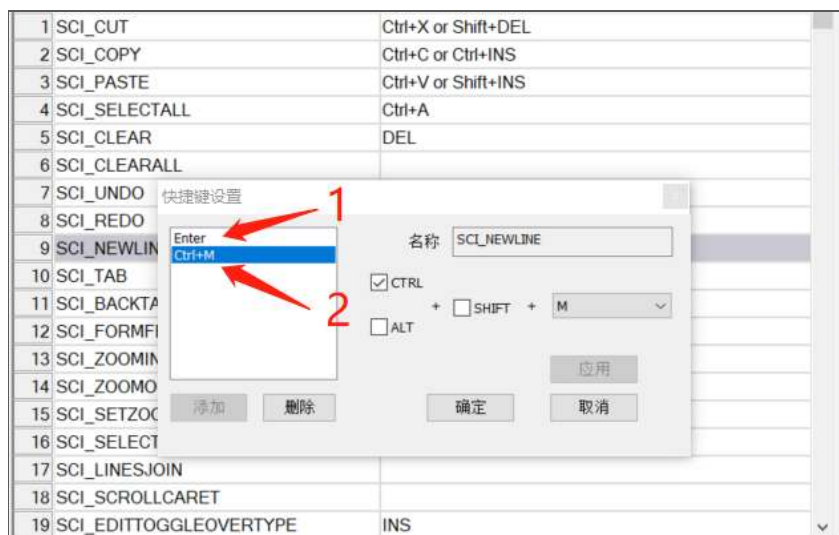 1 SCI_CUT Ctrl+X or Shift+DEL
2 SCI_COPY Ctrl+C or Ctrl+INS
3 SCI_PASTE Ctrl+V or Shift+INS
4 SCI_SELECTALL Ctrl+A
5 SCI_CLEAR DEL
6 SCI_CLEARALL
7 SCI_UNDO
8 SCI_REDO
9 SCI_NEWLIN
10 SCI_TAB
11 SCI_BACKTA
12 SCI_FORMF
13 SCI_ZOOMIN
14 SCI_ZOOMO
15 SCI_SETZOO
16 SCI_SELECT
17 SCI_LINESJOIN
18 SCI_SCROLLCARET
19 SCI_EDITTOGGLEOVERTYPE INS
快捷键设置
1
Enter
Ctrl+M
2
名称 SCI_NEWLINE
CTRL
+ SHIFT + M
ALT
应用
添加 删除 确定 取消